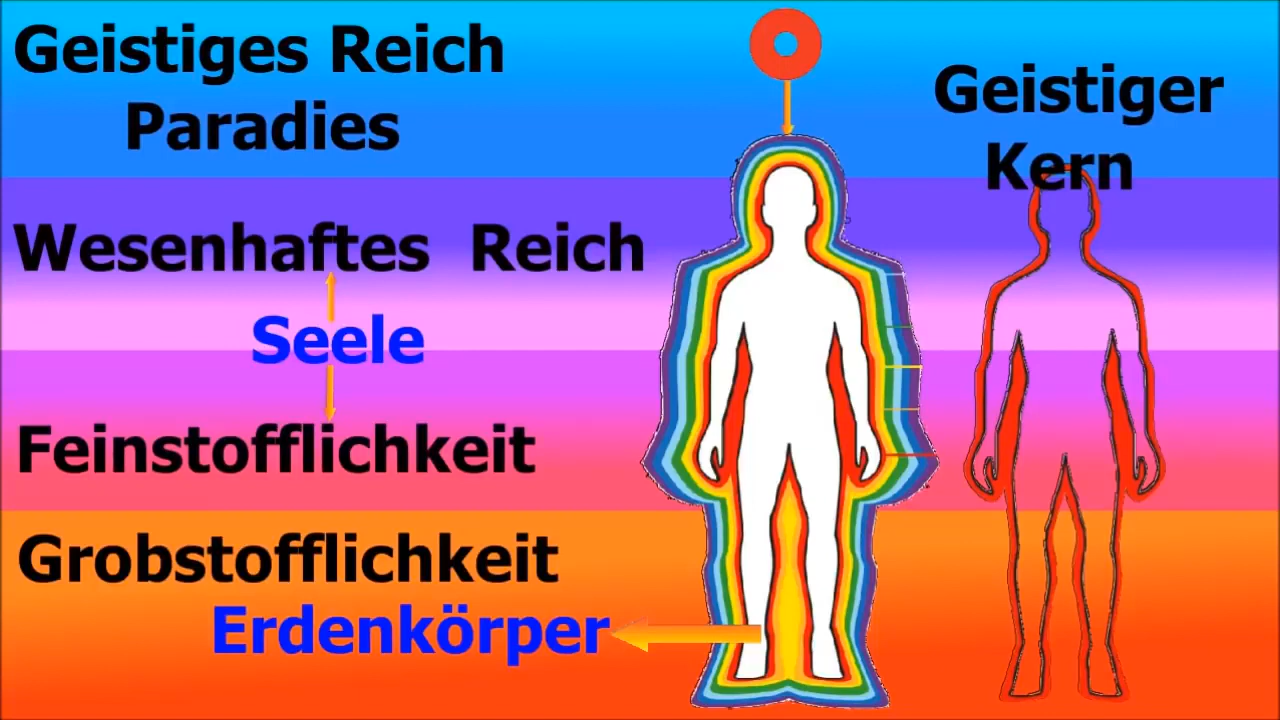 Geistiges Reich
Paradies
Geistiger
Kern
Wesenhaftes Reich
Seele
Feinstofflichkeit
Grobstofflichkeit
Erdenkörper